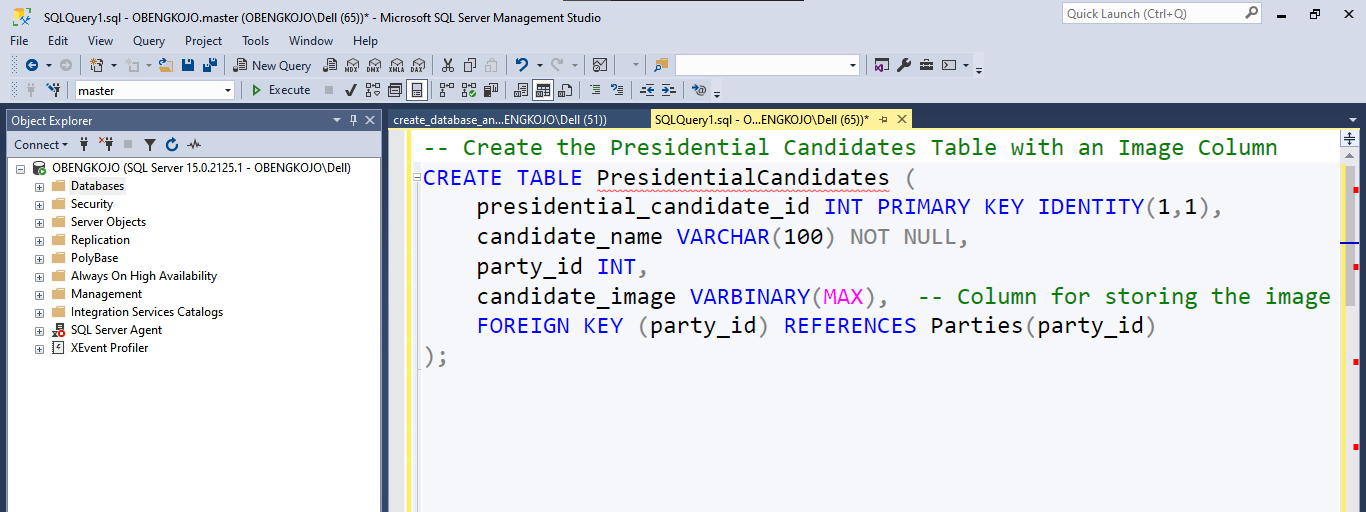 SQLQuery1.sql - OBENGKOJO.master (OBENGKOJO\Dell (65))* - Microsoft SQL Server Management Studio
Quick Launch (Ctrl+Q)
File Edit View Query Project Tools Window Help
New Query MDX DMX XMLA DAX
master Execute
Object Explorer
create_database_an...ENGKOJO\Dell (51))
SQLQuery1.sql - O...ENGKOJO\Dell (65))*
Connect
OBENGKOJO (SQL Server 15.0.2125.1 - OBENGKOJO\Dell)
Databases
Security
Server Objects
Replication
PolyBase
Always On High Availability
Management
Integration Services Catalogs
SQL Server Agent
XEvent Profiler
-- Create the Presidential Candidates Table with an Image Column
CREATE TABLE PresidentialCandidates (
presidential_candidate_id INT PRIMARY KEY IDENTITY(1,1),
candidate_name VARCHAR(100) NOT NULL,
party_id INT,
candidate_image VARBINARY(MAX), -- Column for storing the image
FOREIGN KEY (party_id) REFERENCES Parties(party_id)
);